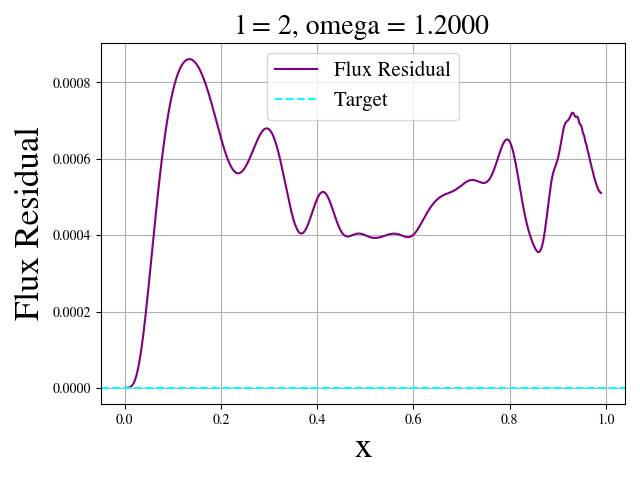 l = 2, omega = 1.2000
Flux Residual
Target
Flux Residual
0.0008
0.0006
0.0004
0.0002
0.0000
0.0 0.2 0.4 0.6 0.8 1.0
x